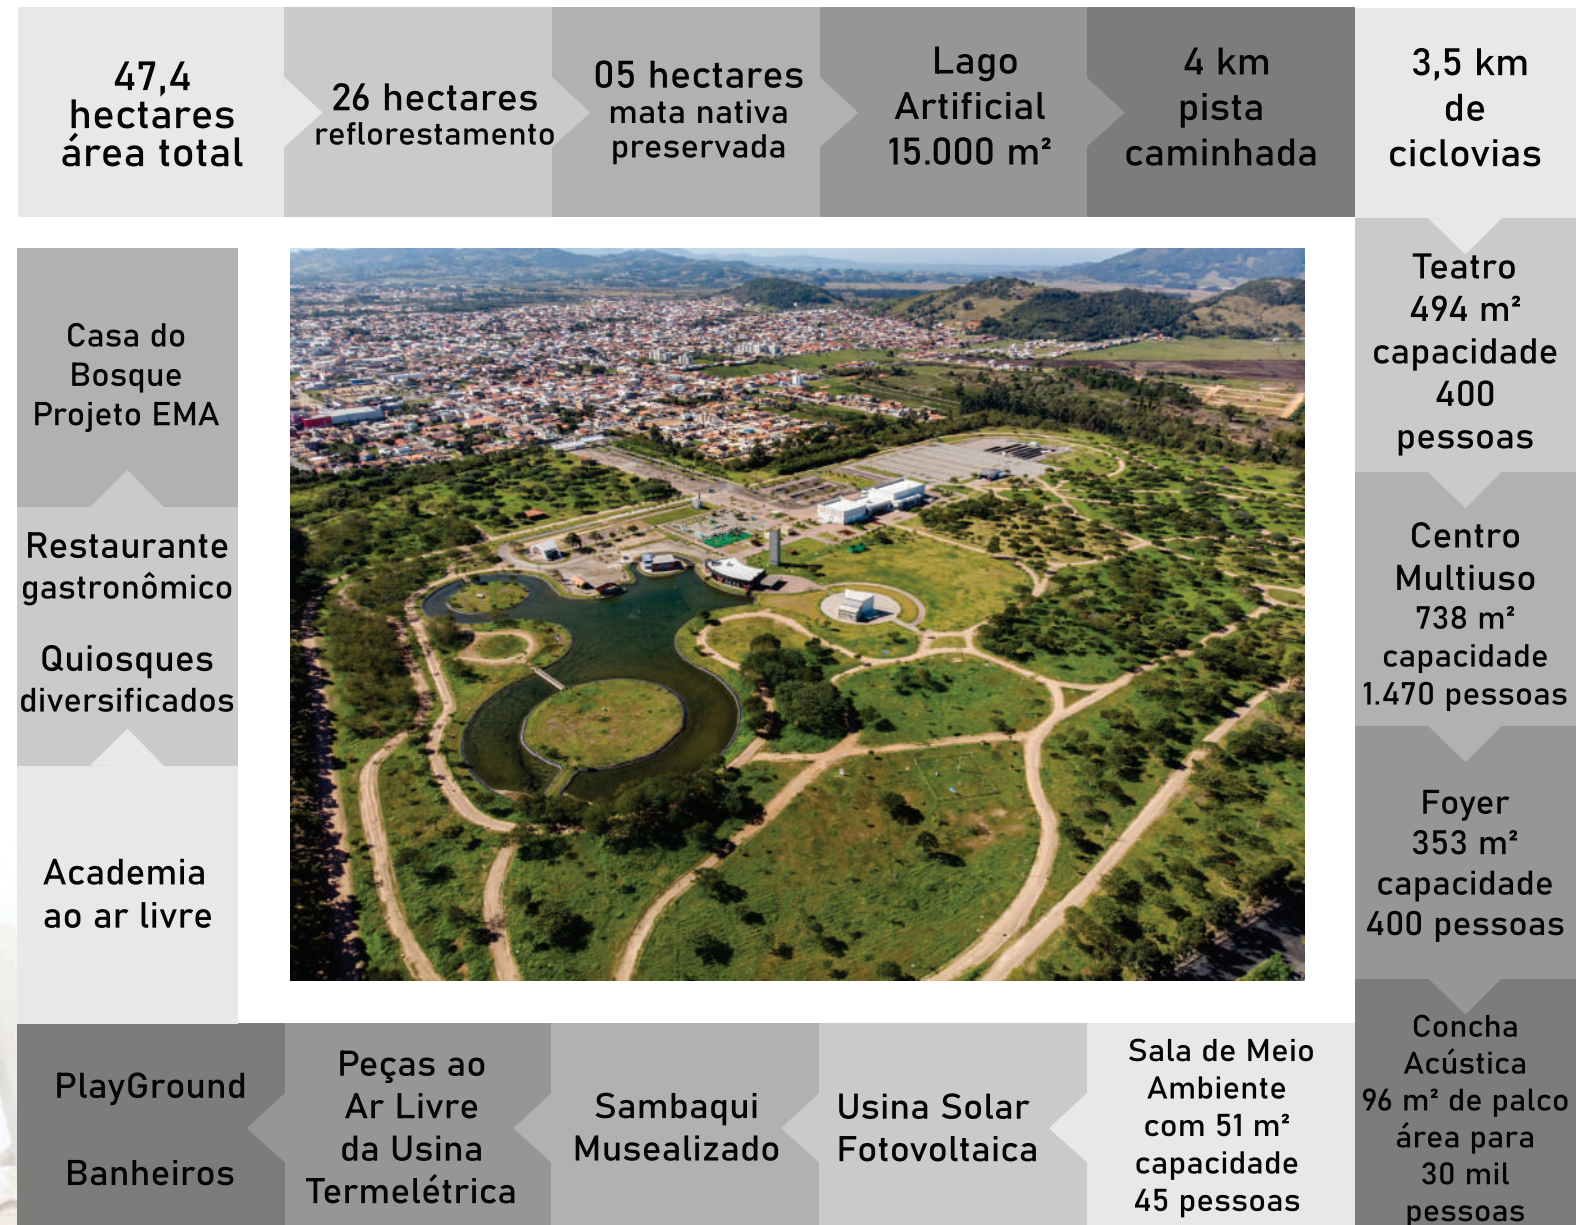 47,4
hectares
área total
26 hectares
reflorestamento
05 hectares
mata nativa
preservada
Lago
Artificial
15.000 m²
4 km
pista
caminhada
3,5 km
de
ciclovias
Teatro
494 m²
capacidade
400
pessoas
Centro
Multiuso
738 m²
capacidade
1.470 pessoas
Foyer
353 m²
capacidade
400 pessoas
Concha
Acústica
96 m² de palco
área para
30 mil
pessoas
Sala de Meio
Ambiente
com 51 m²
capacidade
45 pessoas
Usina Solar
Fotovoltaica
Sambaqui
Musealizado
Peças ao
Ar Livre
da Usina
Termelétrica
PlayGround
Banheiros
Academia
ao ar livre
Restaurante
gastronômico
Quiosques
diversificados
Casa do
Bosque
Projeto EMA